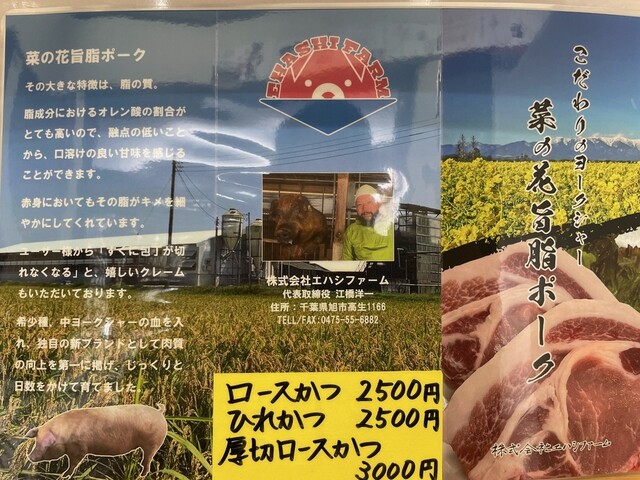 菜の花旨脂ポーク
その大きな特徴は、脂の質。
脂成分におけるオレン酸の割合が
とても高いので、融点の低いこと
から、口溶けの良い甘味を感じる
ことができます。
赤身においてもその脂がキメを細
やかにしてくれています。
ユーザー様から「すぐに包丁が切
れなくなる」と、嬉しいクレーム
もいただいております。
希少種、中ヨークシャーの血を入
れ、独自の新ブランドとして肉質
の向上を第一に掲げ、じっくりと
日数をかけて育てました。
EHASHI FARM
株式会社エハシファーム
代表取締役 江橋洋一
住所：千葉県旭市高生1166
TELL/FAX:0475-55-6882
ロースかつ 2500円
ひれかつ 2500円
厚切ロースかつ
3000円
こだわりのヨークシャー
菜の花旨脂ポーク
株式会社エハシファーム